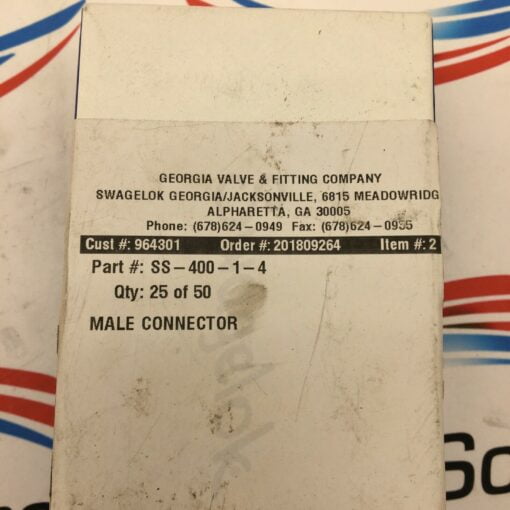 GEORGIA VALVE & FITTING COMPANY
SWAGELOK GEORGIA/JACKSONVILLE, 6815 MEADOWRIDG
ALPHARETTA, GA 30005
Phone: (678)624-0949 Fax: (678)624-0955
Cust #: 964301 Order #: 201809264 Item #: 2
Part #: SS-400-1-4
Qty: 25 of 50
MALE CONNECTOR